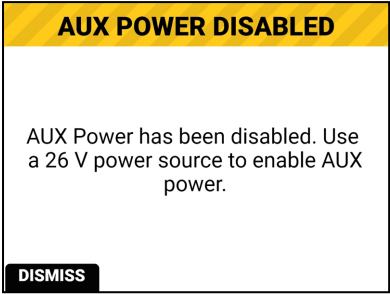 AUX POWER DISABLED
AUX Power has been disabled. Use
a 26 V power source to enable AUX
power.
DISMISS